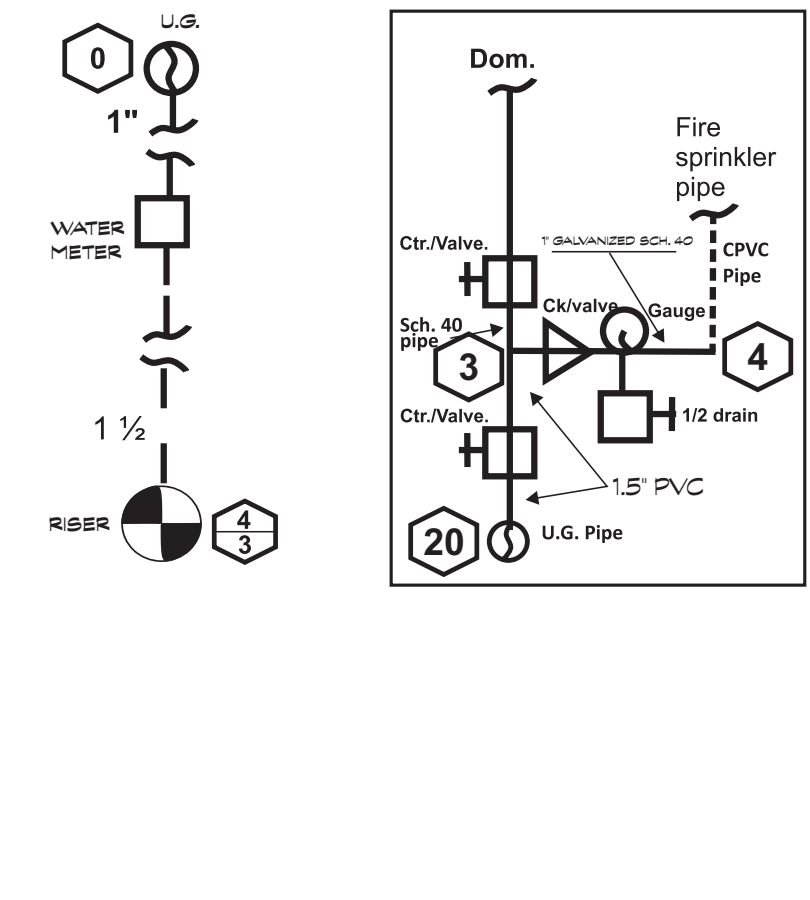 U.G.
0
1"
WATER
METER
1 ½
RISER
4
3
Dom.
Fire
sprinkler
pipe
Ctr./Valve.
1" GALVANIZED SCH. 40
CPVC
Pipe
Ck/valve
Gauge
Sch. 40
pipe
3
4
Ctr./Valve.
1/2 drain
1.5" PVC
20
U.G. Pipe